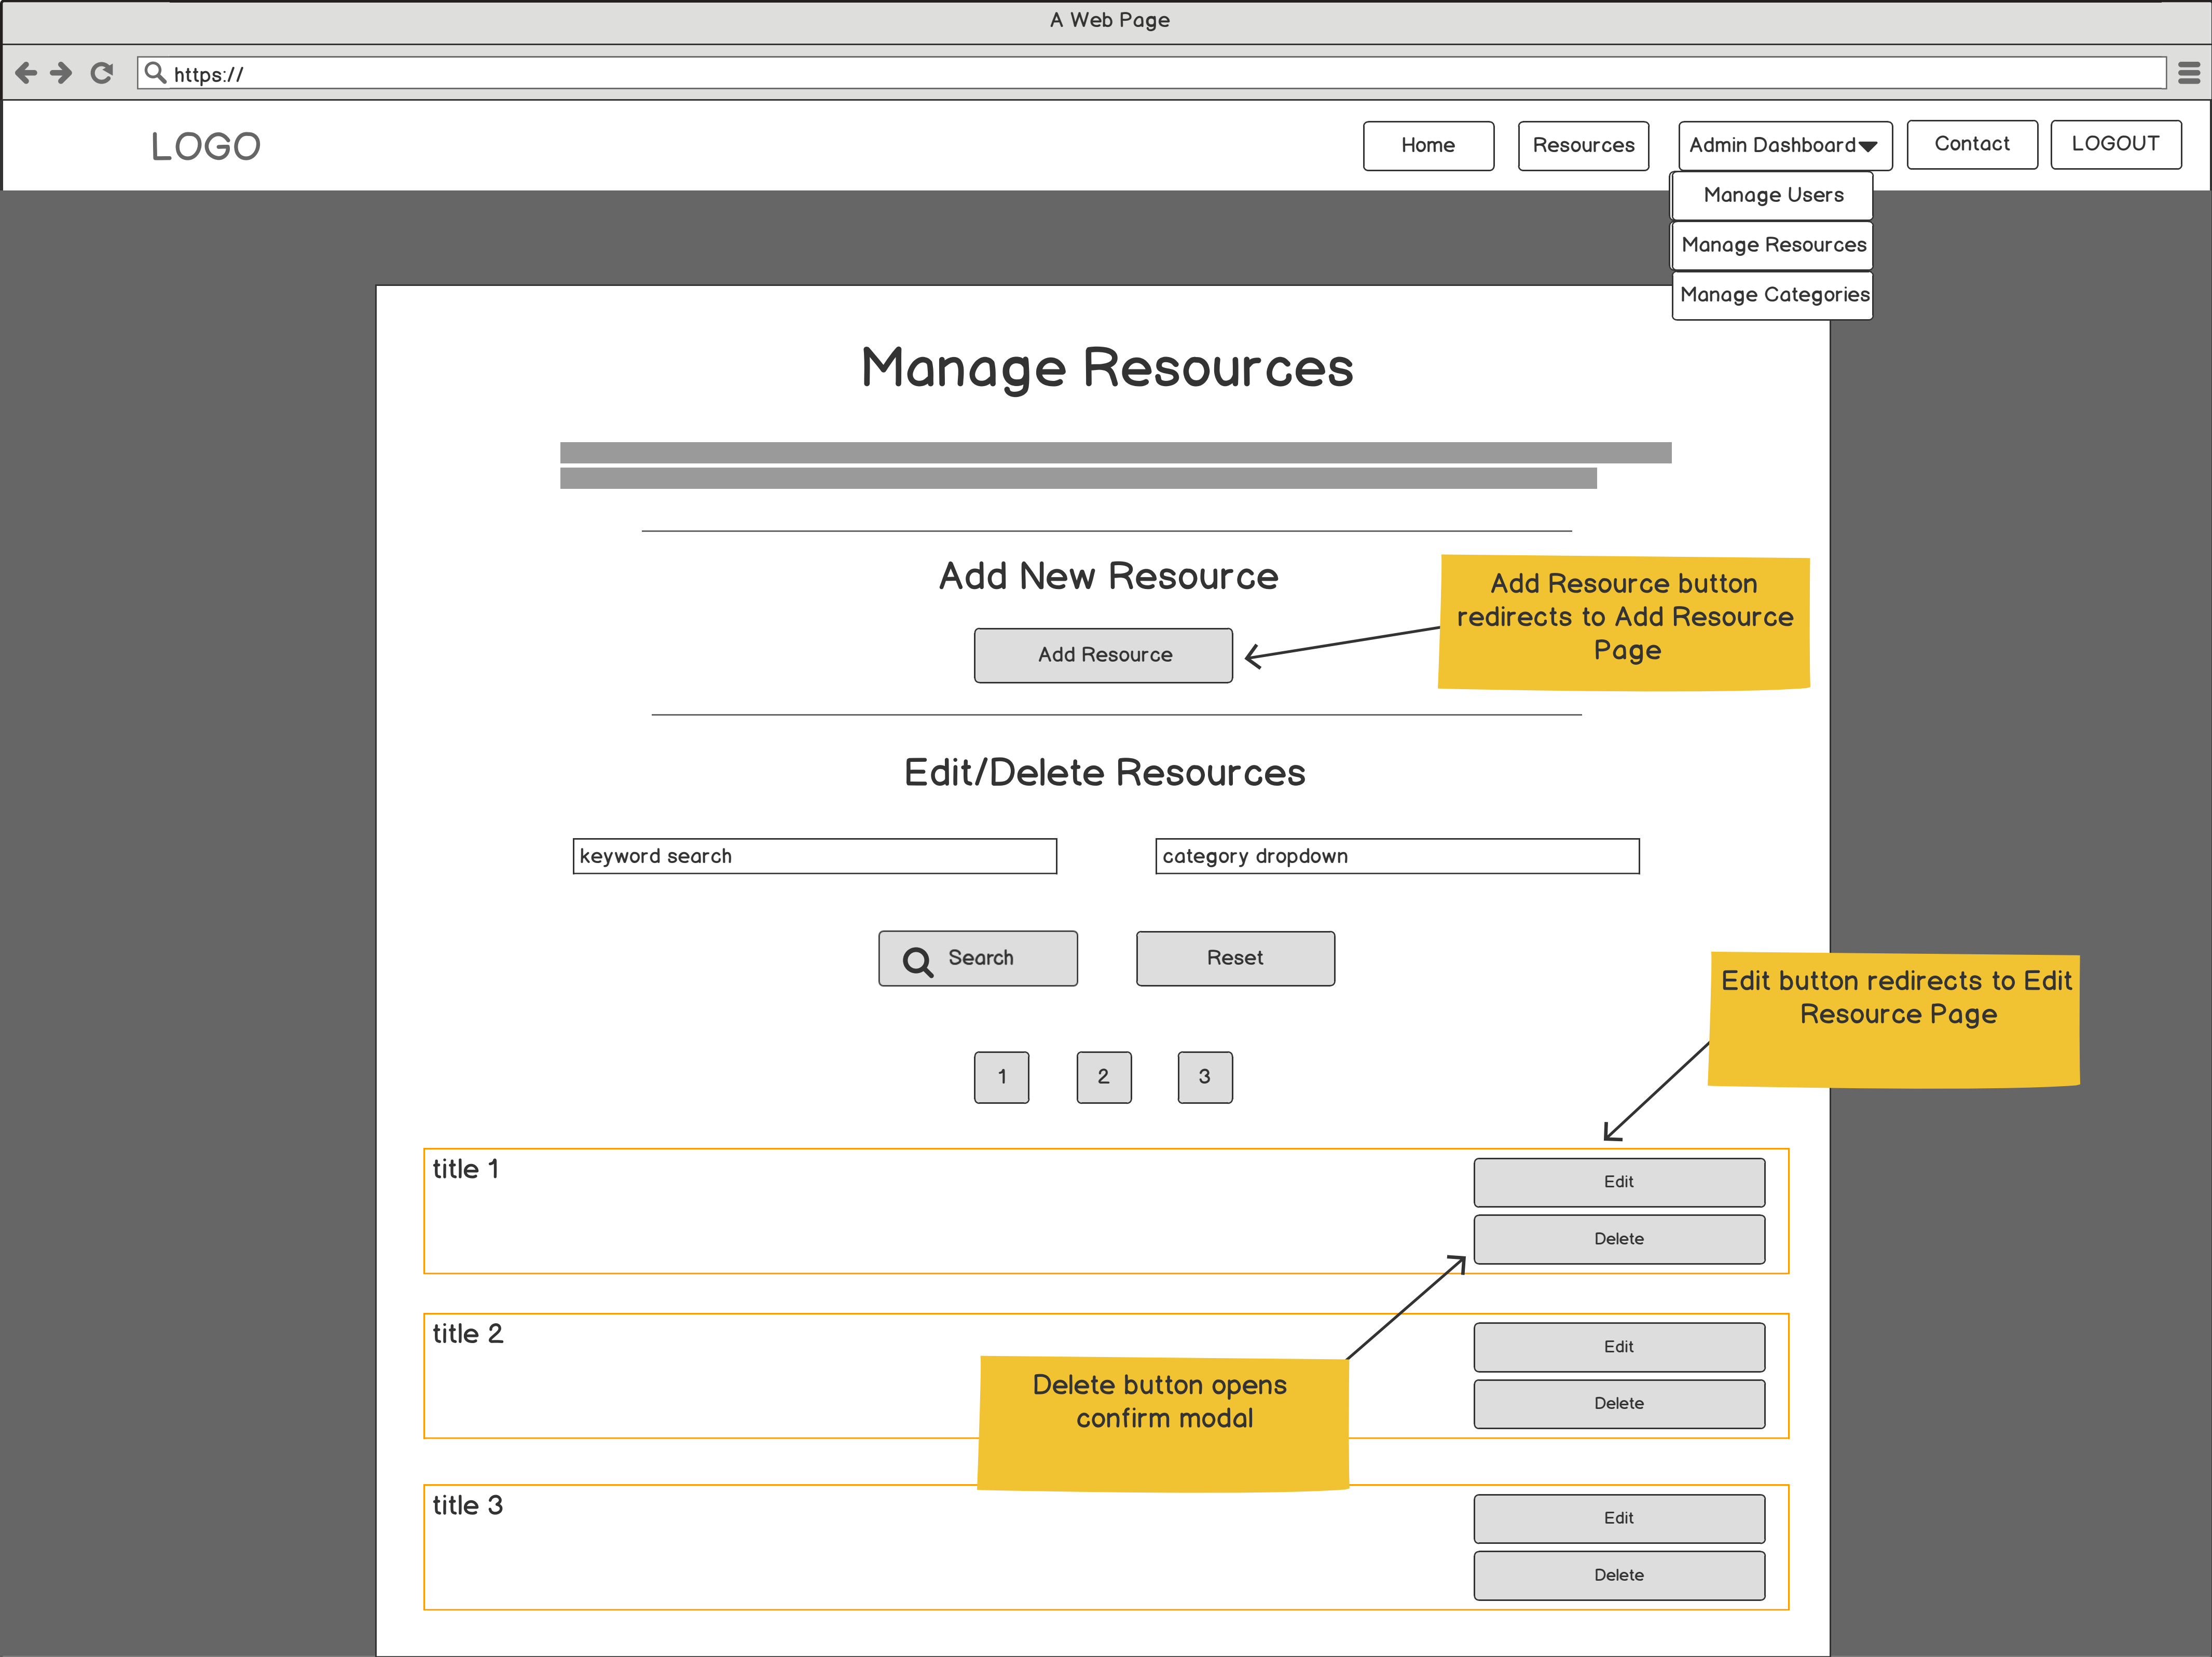 A Web Page
https://
LOGO
Home
Resources
Admin Dashboard
Contact
LOGOUT
Manage Users
Manage Resources
Manage Categories
Manage Resources
Add New Resource
Add Resource
Add Resource button
redirects to Add Resource
Page
Edit/Delete Resources
keyword search
category dropdown
Search
Reset
Edit button redirects to Edit
Resource Page
1
2
3
title 1
Edit
Delete
title 2
Edit
Delete
Delete button opens
confirm modal
title 3
Edit
Delete